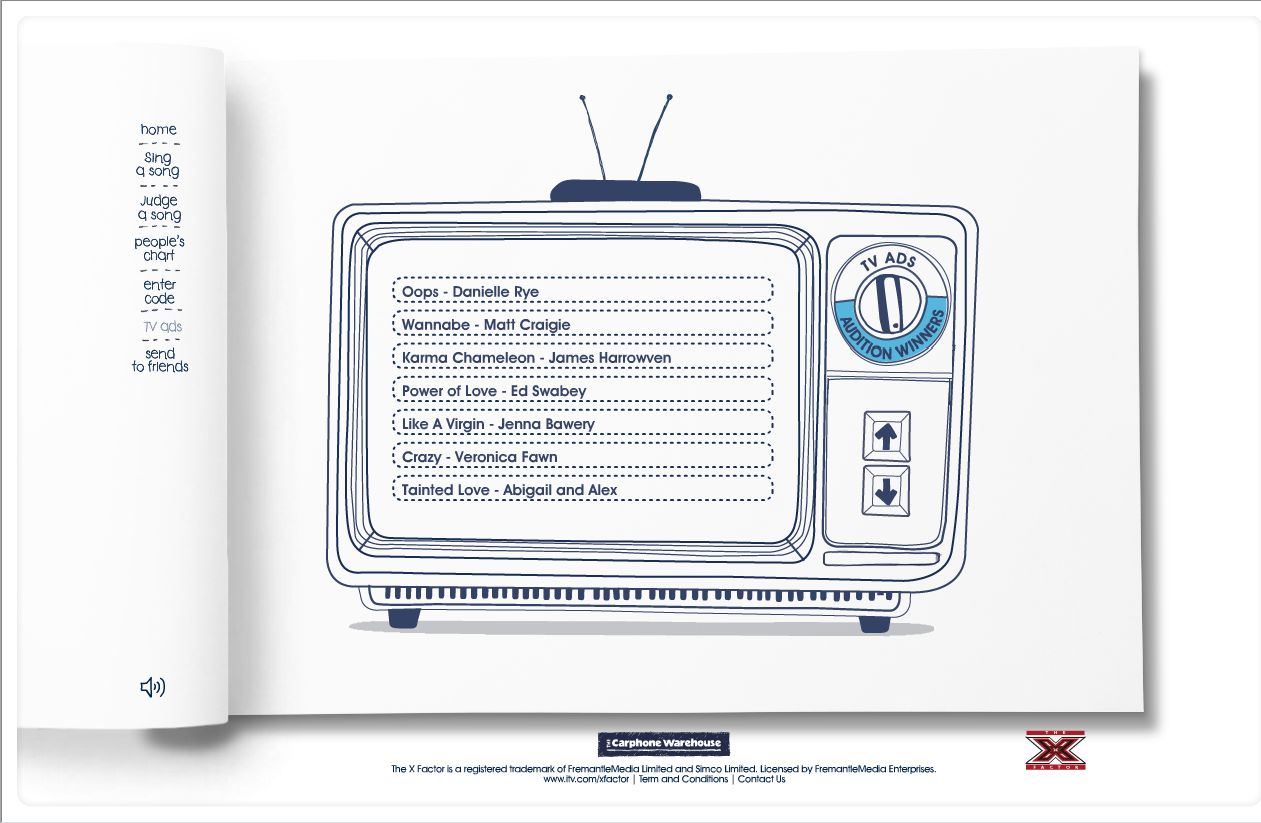 home
Sing
a song
Judge
a song
people's
chart
enter
code
TV ads
send
to friends
Oops - Danielle Rye
Wannabe - Matt Craigie
Karma Chameleon - James Harrowven
Power of Love - Ed Swabey
Like A Virgin - Jenna Bawery
Crazy - Veronica Fawn
Tainted Love - Abigail and Alex
TV ADS
AUDITION WINNERS
The Carphone Warehouse
THE
X
FACTOR
The X Factor is a registered trademark of FremantleMedia Limited and Simco Limited. Licensed by FremantleMedia Enterprises.
www.itv.com/xfactor | Term and Conditions | Contact Us